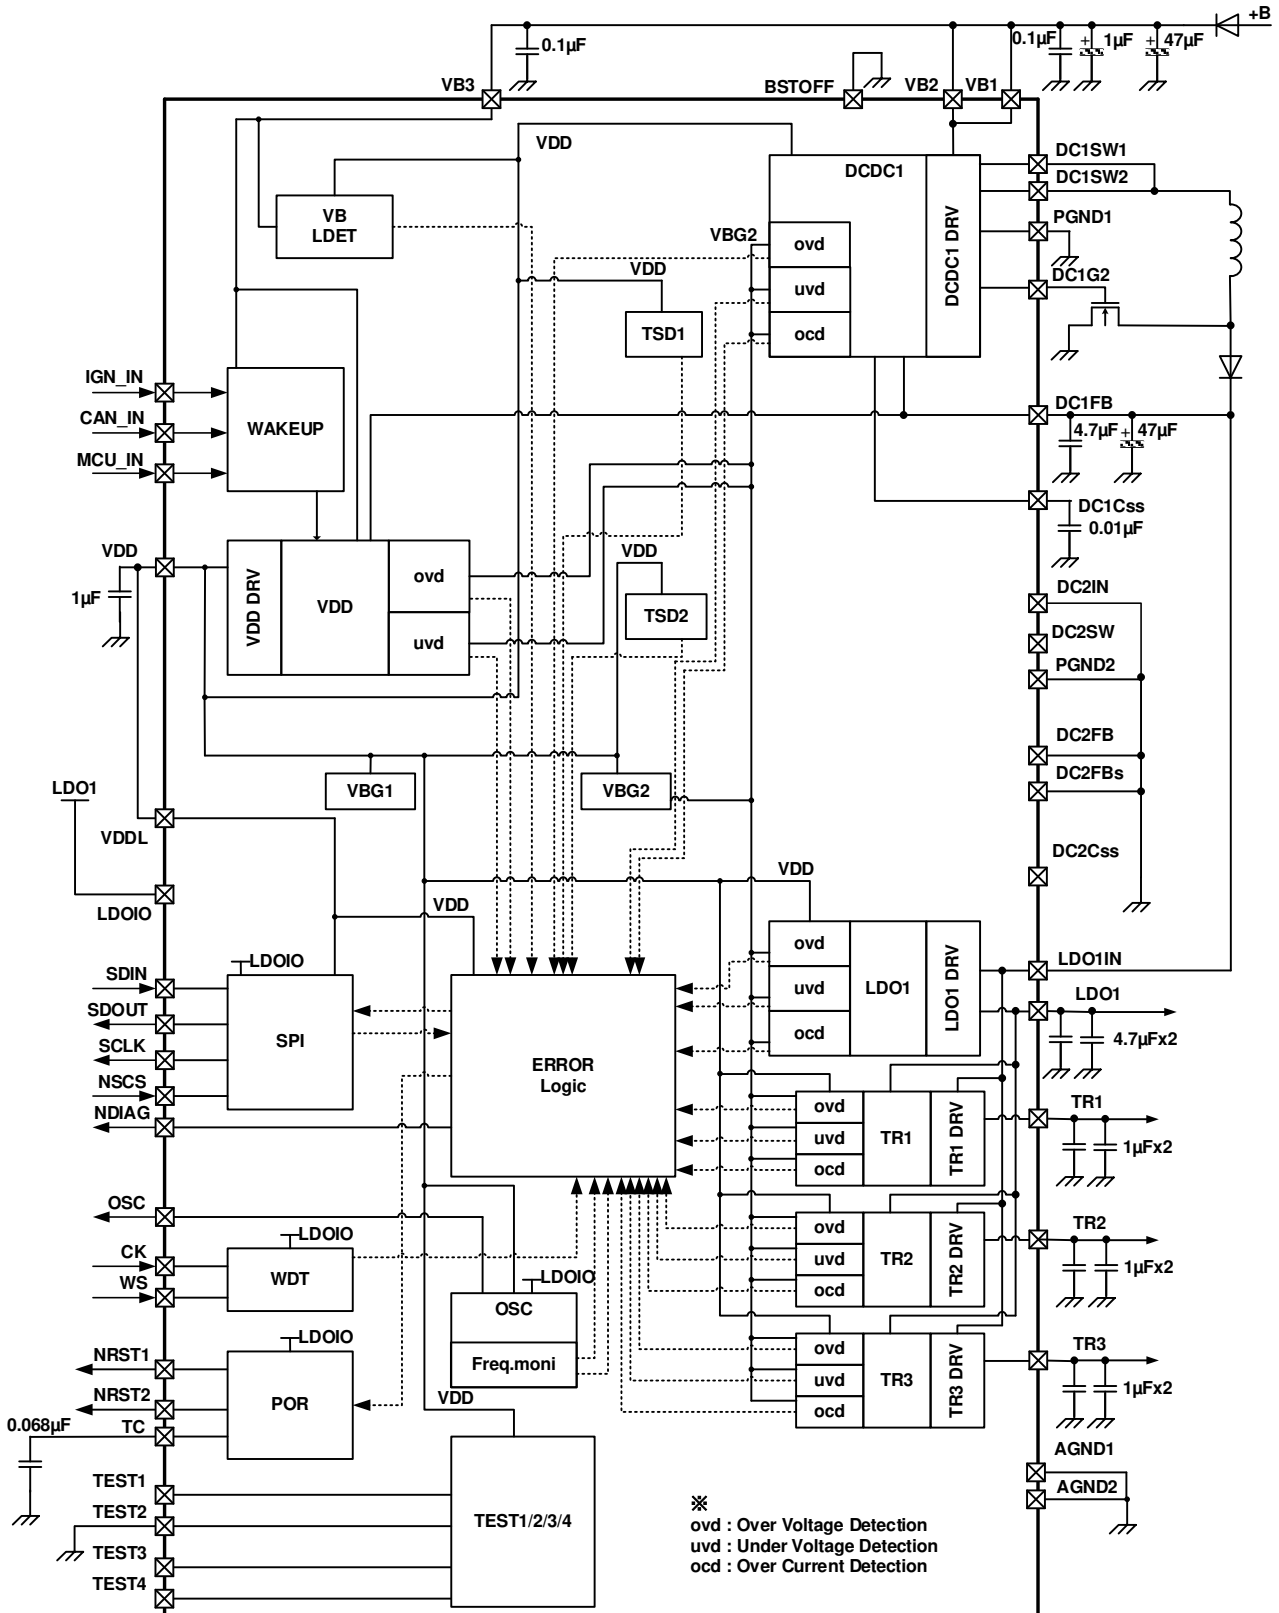 +B
0.1µF
0.1µF
1µF
+
47µF
+
VB3
BSTOFF
VB2
VB1
VDD
DCDC1
DCDC1 DRV
DC1SW1
DC1SW2
VB
LDET
VBG2
ovd
uvd
ocd
PGND1
DC1G2
VDD
TSD1
IGN_IN
CAN_IN
MCU_IN
WAKEUP
DC1FB
4.7µF
+
47µF
DC1Css
0.01µF
VDD
1µF
VDD DRV
VDD
ovd
uvd
VDD
TSD2
DC2IN
DC2SW
PGND2
DC2FB
DC2FBs
DC2Css
LDO1
VBG1
VBG2
VDDL
LDOIO
VDD
VDD
SDIN
SDOUT
SCLK
NSCS
NDIAG
LDOIO
SPI
ERROR
Logic
ovd
uvd
ocd
LDO1
LDO1 DRV
LDO1IN
LDO1
4.7µFx2
ovd
uvd
ocd
TR1
TR1 DRV
TR1
1µFx2
OSC
CK
WS
LDOIO
WDT
LDOIO
OSC
Freq.moni
ovd
uvd
ocd
TR2
TR2 DRV
TR2
1µFx2
NRST1
NRST2
TC
0.068µF
LDOIO
POR
VDD
ovd
uvd
ocd
TR3
TR3 DRV
TR3
1µFx2
TEST1
TEST2
TEST3
TEST4
TEST1/2/3/4
AGND1
AGND2
※
ovd : Over Voltage Detection
uvd : Under Voltage Detection
ocd : Over Current Detection